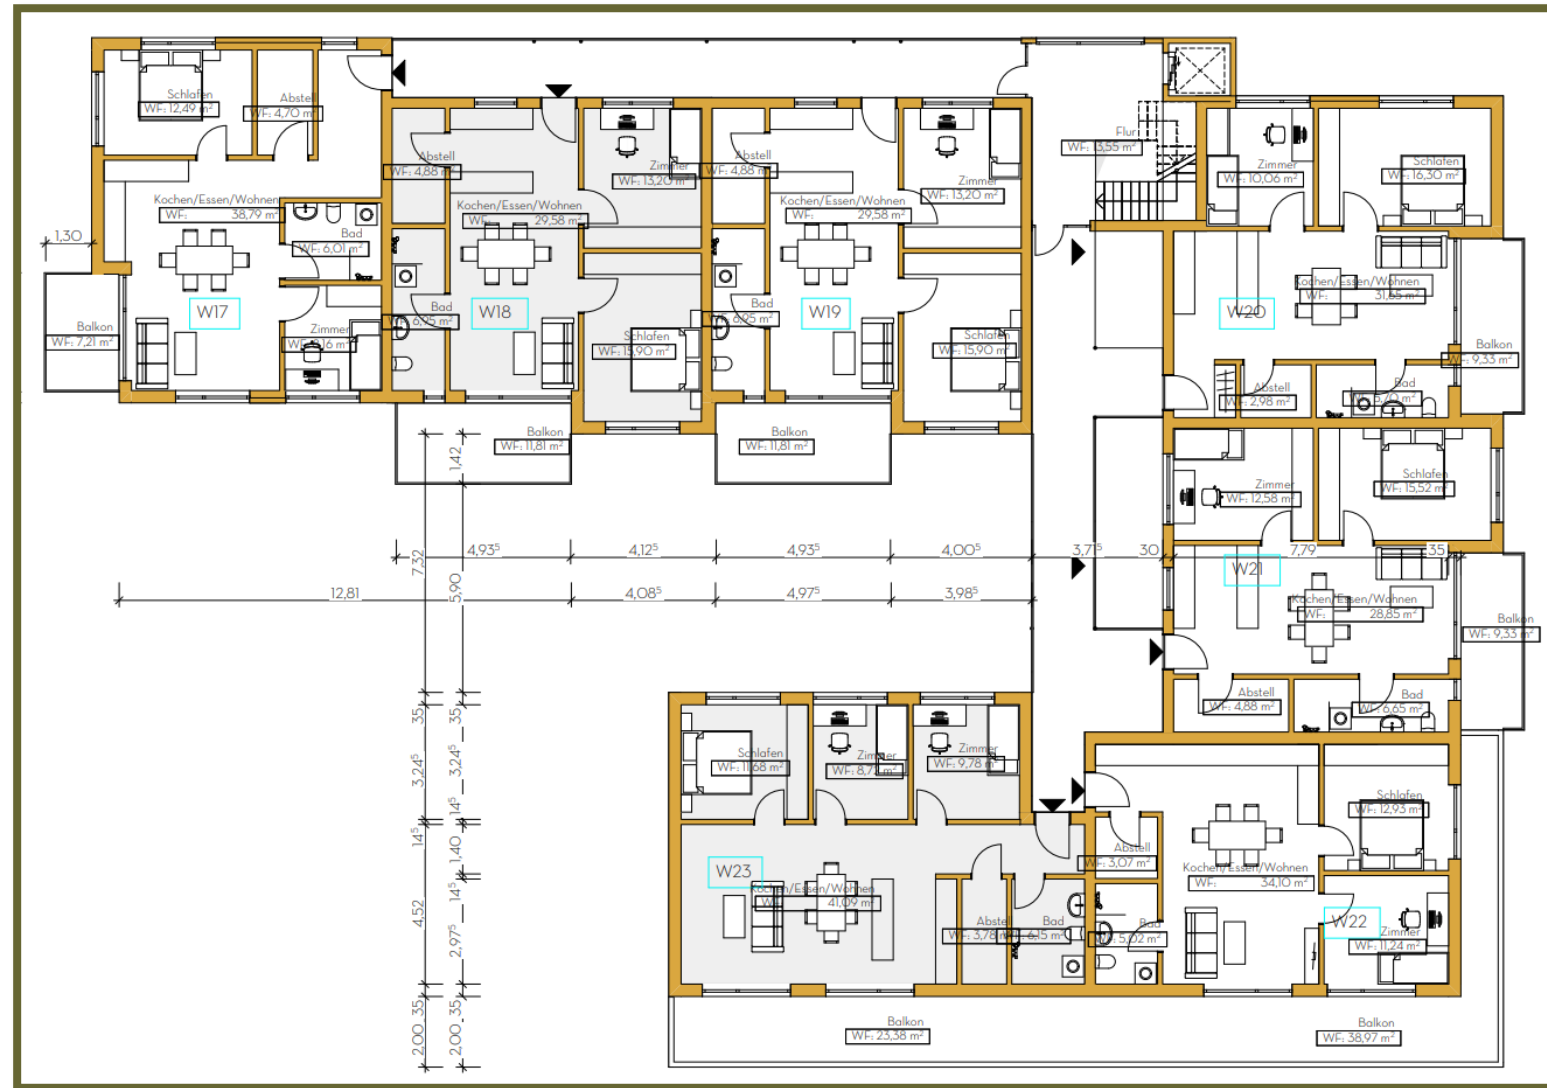 Schlafen
WF: 12,49 m²
Abstell
WF: 4,70 m²
Kochen/Essen/Wohnen
WF: 38,79 m²
Bad
WF: 6,01 m²
1,30
W17
Balkon
WF: 7,21 m²
Zimmer
Abstell
WF: 4,88 m²
Zimmer
WF: 13,20 m²
Kochen/Essen/Wohnen
WF: 29,58 m²
W18
Bad
WF: 6,95 m²
Schlafen
WF: 15,90 m²
Balkon
WF: 11,81 m²
Abstell
WF: 4,88 m²
Zimmer
WF: 13,20 m²
Kochen/Essen/Wohnen
WF: 29,58 m²
W19
Bad
WF: 6,95 m²
Schlafen
WF: 15,90 m²
Balkon
WF: 11,81 m²
Flur
WF: 13,55 m²
Zimmer
WF: 10,06 m²
Schlafen
WF: 16,30 m²
Kochen/Essen/Wohnen
WF: 31,65 m²
W20
Balkon
WF: 9,33 m²
Abstell
WF: 2,98 m²
Bad
WF: 5,70 m²
Zimmer
WF: 12,58 m²
Schlafen
WF: 15,52 m²
W21
Kochen/Essen/Wohnen
WF: 28,85 m²
Balkon
WF: 9,33 m²
Abstell
WF: 4,88 m²
Bad
WF: 6,65 m²
4,93⁵ 4,12⁵ 4,93⁵ 4,00⁵ 3,71⁵ 30 7,79 35
12,81 4,08⁵ 4,97⁵ 3,98⁵
1,42
7,32
5,90
35 35
3,24⁵ 3,24⁵
14⁵
14⁵ 1,40
14⁵
4,52 2,97⁵
35 35
2,00 2,00
Schlafen
WF: 11,68 m²
Zimmer
Zimmer
WF: 9,78 m²
W23
Kochen/Essen/Wohnen
41,09 m²
Abstell
WF: 3,78
Bad
6,15 m²
Balkon
WF: 23,38 m²
Abstell
WF: 3,07 m²
Bad
WF: 5,02 m²
Kochen/Essen/Wohnen
WF: 34,10 m²
Schlafen
WF: 12,93 m²
W22
Zimmer
WF: 11,24 m²
Balkon
WF: 38,97 m²